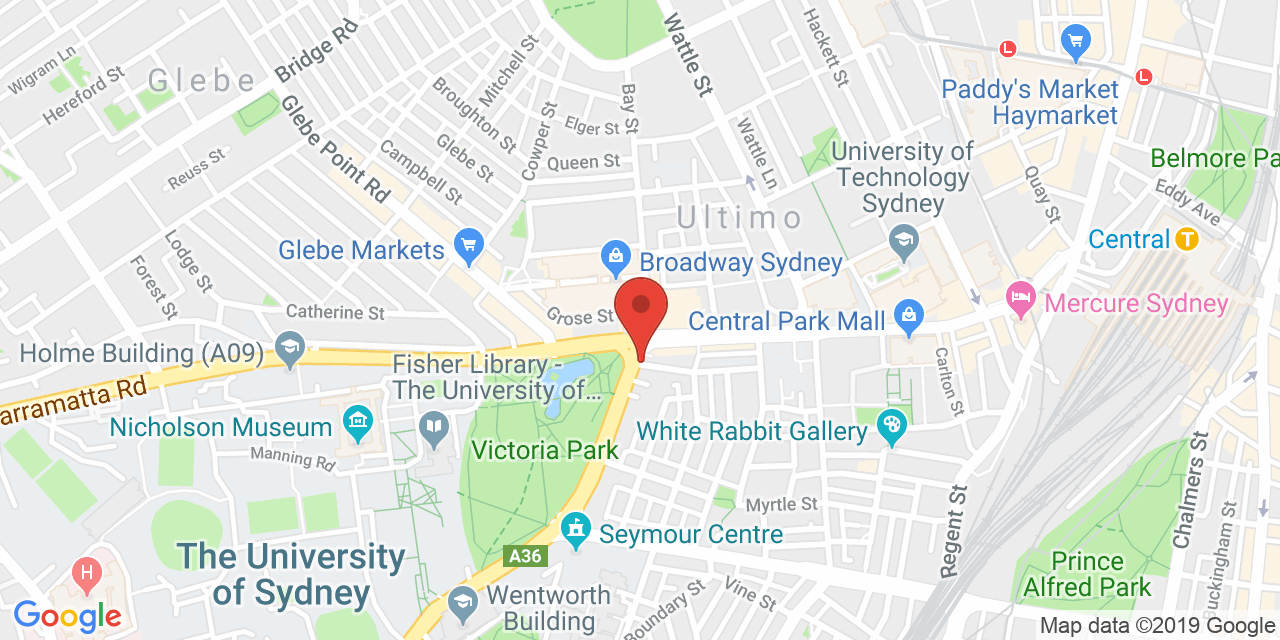 Wigram Ln
Hereford St
Glebe
Bridge Rd
Mitchell St
Wattle St
Hackett St
L
L
Paddy's Market
Haymarket
Glebe Point Rd
Broughton St
Bay St
Elger St
Cowper St
Glebe St
Queen St
Campbell St
Reuss St
Wattle Ln
University of
Technology
Sydney
Belmore Pa
Quay St
Eddy Ave
Ultimo
Lodge St
Forest St
Glebe Markets
Broadway Sydney
Central
T
Catherine St
Grose St
Central Park Mall
Mercure Sydney
Holme Building (A09)
Fisher Library -
The University of...
arramatta Rd
Carlton St
Nicholson Museum
Manning Rd
Victoria Park
White Rabbit Gallery
Myrtle St
Regent St
Chalmers St
Buckingham St
Seymour Centre
A36
The University
of Sydney
H
Prince
Alfred Park
Wentworth
Building
Boundary St
Vine St
Google
Map data ©2019 Google